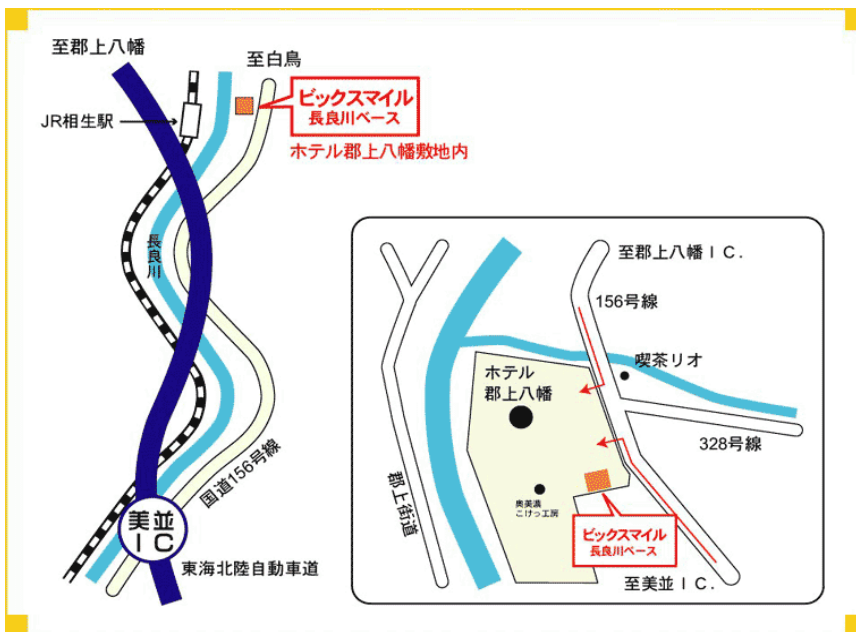 至郡上八幡
至白鳥
JR相生駅
ビックスマイル
長良川ベース
ホテル郡上八幡敷地内
長良川
国道156号線
美並
IC
東海北陸自動車道
至郡上八幡IC.
156号線
喫茶リオ
ホテル
郡上八幡
328号線
郡上街道
奥美濃
こけっ工房
ビックスマイル
長良川ベース
至美並IC.